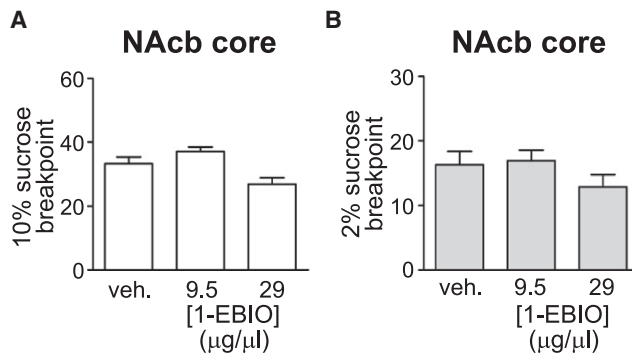 A
NAcb core
10% sucrose
breakpoint
60
40
20
0
veh. 9.5 29
[1-EBIO]
(μg/μl)
B
NAcb core
2% sucrose
breakpoint
30
20
10
0
veh. 9.5 29
[1-EBIO]
(μg/μl)